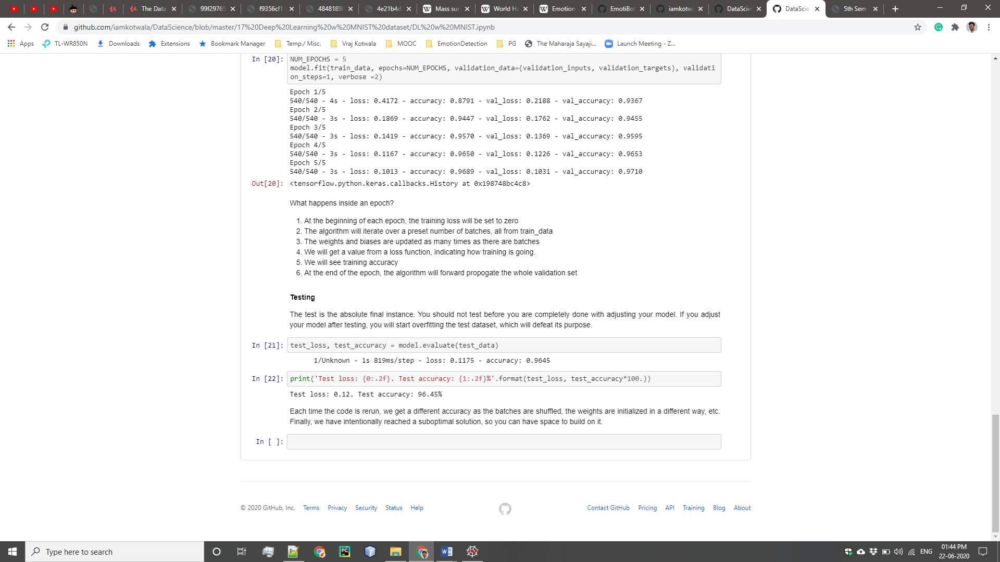 The Data
99f29765
f9356cf1-
4848189
4e21b4d
Mass sur
World Ha
Emotion
EmotiBot
iamkotwa
DataScie
DataScie
5th Sem
github.com/iamkotwala/DataScience/blob/master/17%20Deep%20Learning%20w%20MNIST%20dataset/DL%20w%20MNIST.ipynb
Apps
TL-WR850N
Downloads
Extensions
Bookmark Manager
Temp./ Misc.
Vraj Kotwala
MOOC
EmotionDetection
PG
The Maharaja Sayaji...
Launch Meeting - Z...
In [20]:
NUM_EPOCHS = 5
model.fit(train_data, epochs=NUM_EPOCHS, validation_data=(validation_inputs, validation_targets), validati
on_steps=1, verbose =2)
Epoch 1/5
540/540 - 4s - loss: 0.4172 - accuracy: 0.8791 - val_loss: 0.2188 - val_accuracy: 0.9367
Epoch 2/5
540/540 - 3s - loss: 0.1869 - accuracy: 0.9447 - val_loss: 0.1762 - val_accuracy: 0.9455
Epoch 3/5
540/540 - 3s - loss: 0.1419 - accuracy: 0.9570 - val_loss: 0.1369 - val_accuracy: 0.9595
Epoch 4/5
540/540 - 3s - loss: 0.1167 - accuracy: 0.9650 - val_loss: 0.1226 - val_accuracy: 0.9653
Epoch 5/5
540/540 - 3s - loss: 0.1013 - accuracy: 0.9689 - val_loss: 0.1031 - val_accuracy: 0.9710
Out[20]: <tensorflow.python.keras.callbacks.History at 0x198748bc4c8>
What happens inside an epoch?
1. At the beginning of each epoch, the training loss will be set to zero
2. The algorithm will iterate over a preset number of batches, all from train_data
3. The weights and biases are updated as many times as there are batches
4. We will get a value from a loss function, indicating how training is going.
5. We will see training accuracy
6. At the end of the epoch, the algorithm will forward propogate the whole validation set
Testing
The test is the absolute final instance. You should not test before you are completely done with adjusting your model. If you adjust
your model after testing, you will start overfitting the test dataset, which will defeat its purpose.
In [21]: test_loss, test_accuracy = model.evaluate(test_data)
1/Unknown - 1s 819ms/step - loss: 0.1175 - accuracy: 0.9645
In [22]: print('Test loss: {0:.2f}. Test accuracy: {1:.2f}%'.format(test_loss, test_accuracy*100.))
Test loss: 0.12. Test accuracy: 96.45%
Each time the code is rerun, we get a different accuracy as the batches are shuffled, the weights are initialized in a different way, etc.
Finally, we have intentionally reached a suboptimal solution, so you can have space to build on it.
In [ ]:
© 2020 GitHub, Inc.
Terms
Privacy
Security
Status
Help
Contact GitHub
Pricing
API
Training
Blog
About
Type here to search
ENG
01:44 PM
22-06-2020